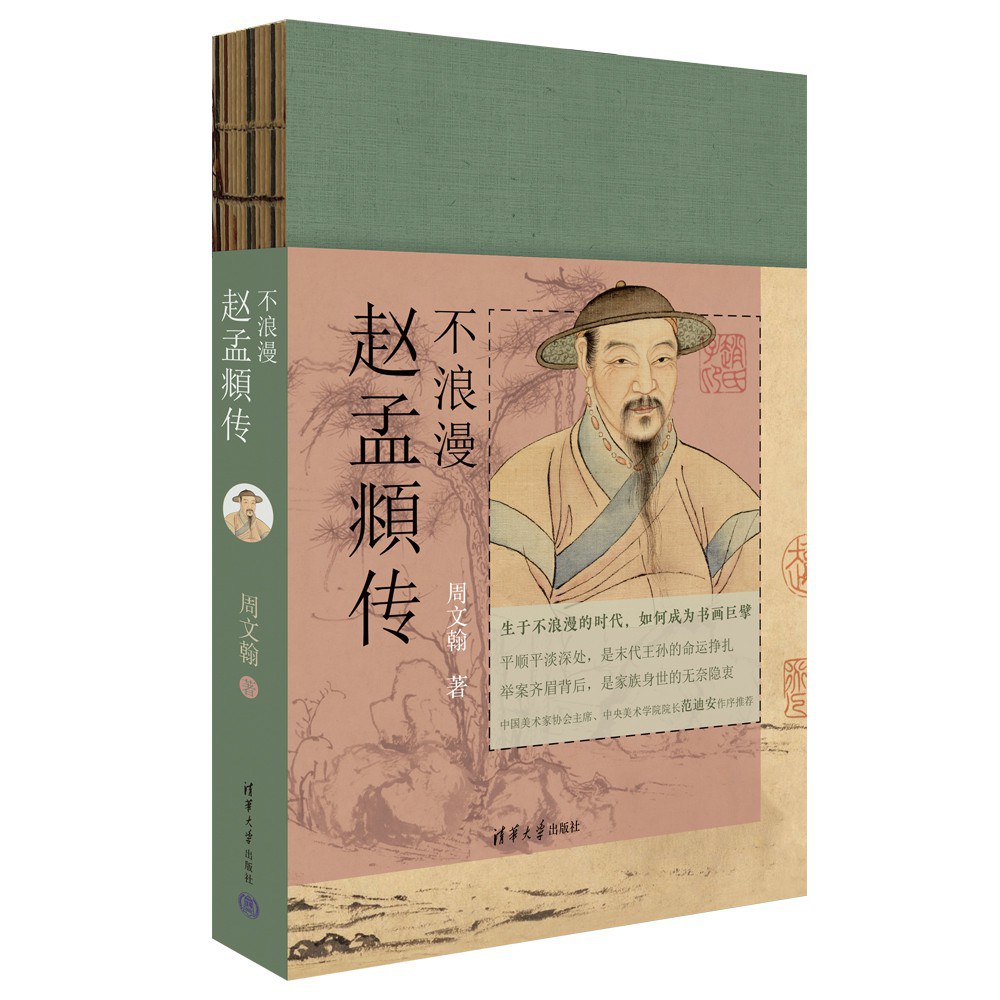 不浪漫
赵孟頫传
周文翰 著
清华大学出版社
不浪漫
赵孟頫传
周文翰 著
生于不浪漫的时代，如何成为书画巨擘
平顺平淡深处，是末代王孙的命运挣扎
举案齐眉背后，是家族身世的无奈隐衷
中国美术家协会主席、中央美术学院院长范迪安作序推荐
清华大学出版社